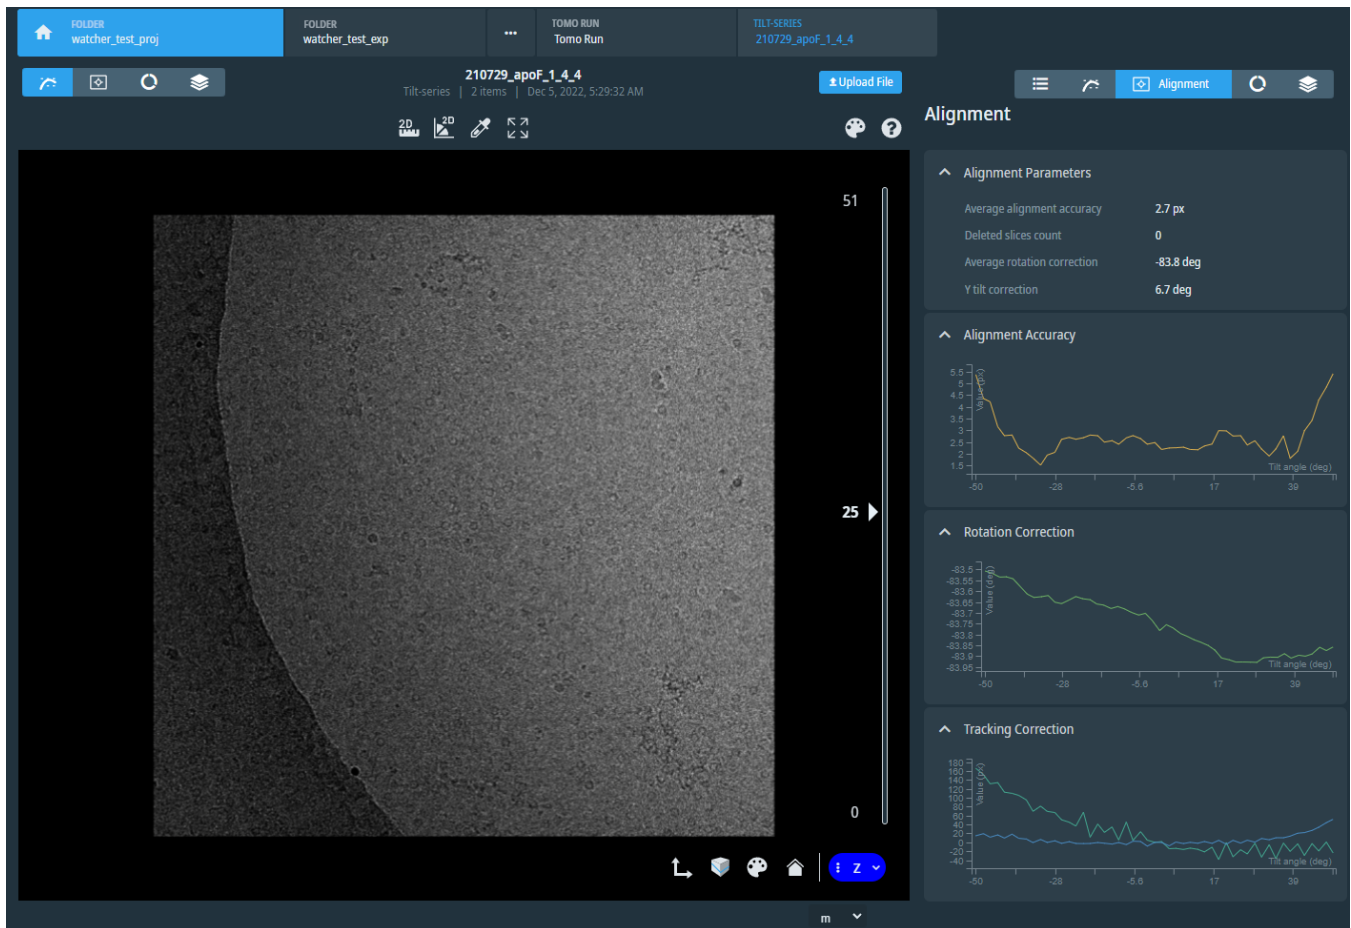 FOLDER
watcher_test_proj
FOLDER
watcher_test_exp
...
TOMO RUN
Tomo Run
TILT-SERIES
210729_apoF_1_4_4
210729_apoF_1_4_4
Tilt-series | 2 items | Dec 5, 2022, 5:29:32 AM
Upload File
Alignment
2D
2D
Alignment
Alignment Parameters
Average alignment accuracy 2.7 px
Deleted slices count 0
Average rotation correction -83.8 deg
Y tilt correction 6.7 deg
51
25
0
Z
m
Alignment Accuracy
Value (px)
5.5
5
4.5
4
3.5
3
2.5
2
1.5
Tilt angle (deg)
-50 -28 -5.6 17 39
Rotation Correction
Value (deg)
-83.5
-83.55
-83.6
-83.65
-83.7
-83.75
-83.8
-83.85
-83.9
-83.95
Tilt angle (deg)
-50 -28 -5.6 17 39
Tracking Correction
Value (px)
180
160
140
120
100
80
60
40
20
0
-20
-40
Tilt angle (deg)
-50 -28 -5.6 17 39